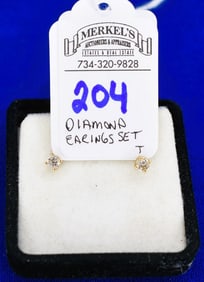 MERKEL'S
AUCTIONEERS & APPRAISERS
ESTATES & REAL ESTATE
734-320-9828
204
DIAMOND
EARINGS SET
T